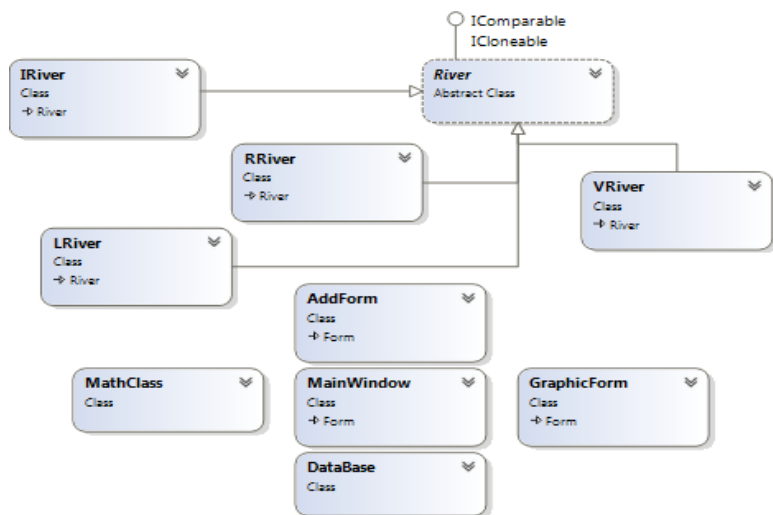 IComparable
ICloneable
IRiver
Class
River
River
Abstract Class
RRiver
Class
River
VRiver
Class
River
LRiver
Class
River
AddForm
Class
Form
MathClass
Class
MainWindow
Class
Form
GraphicForm
Class
Form
DataBase
Class